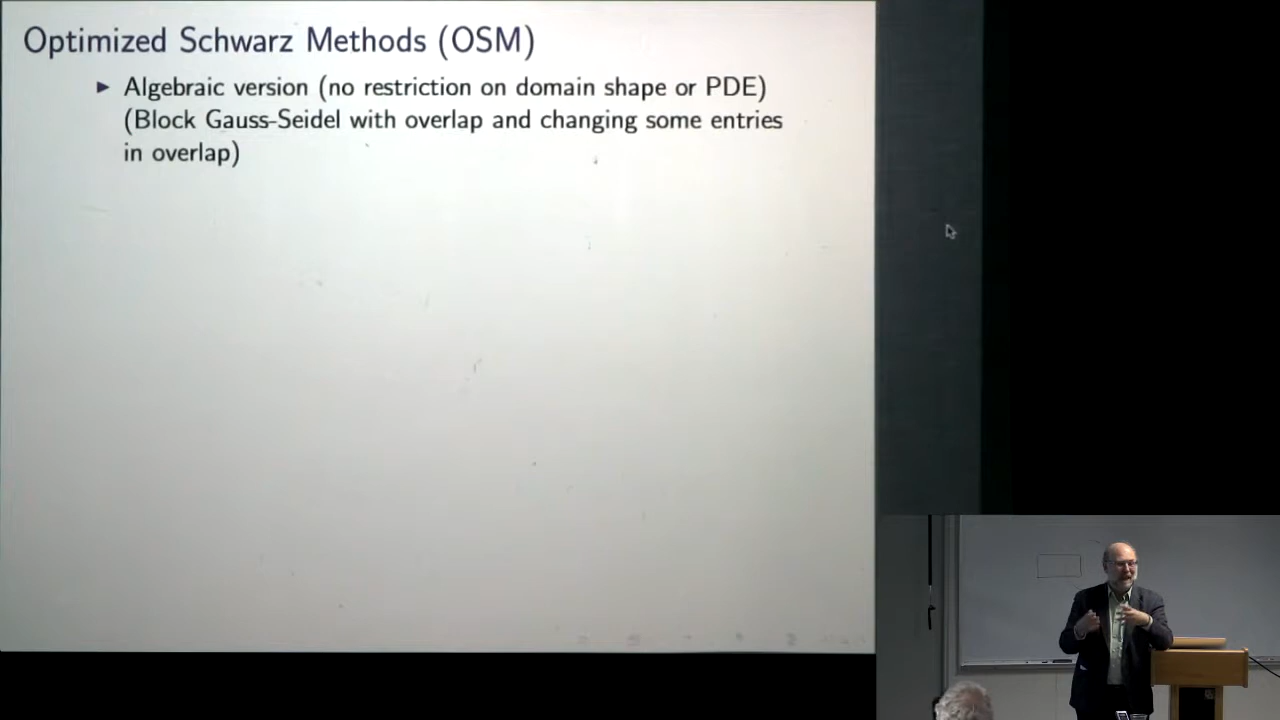 Optimized Schwarz Methods (OSM)
► Algebraic version (no restriction on domain shape or PDE)
(Block Gauss-Seidel with overlap and changing some entries
in overlap)